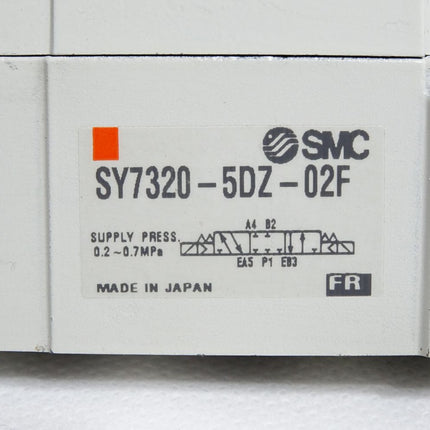 SMC
SY7320-5DZ-02F
A4 B2
SUPPLY PRESS.
0.2~0.7MPa
EA5 P1 EB3
MADE IN JAPAN
FR